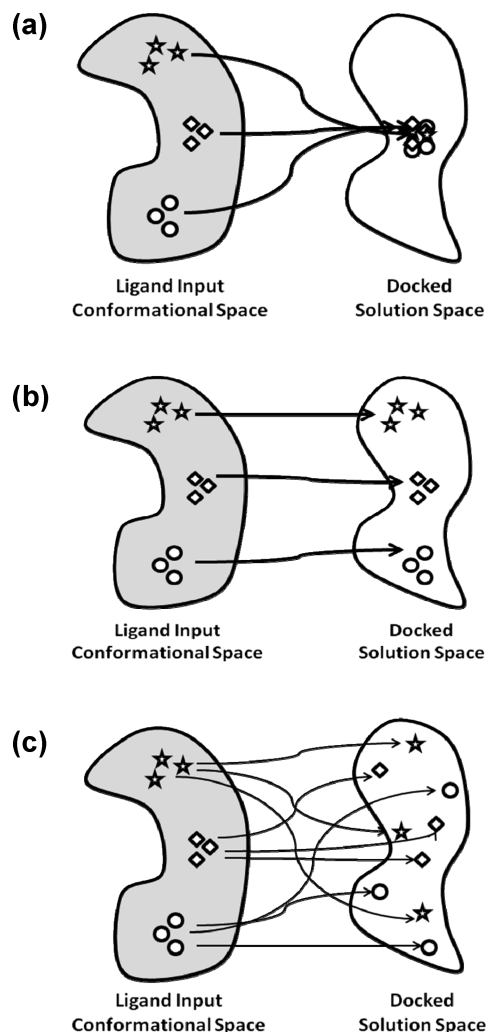 (a)
Ligand Input
Conformational Space
Docked
Solution Space
(b)
Ligand Input
Conformational Space
Docked
Solution Space
(c)
Ligand Input
Conformational Space
Docked
Solution Space